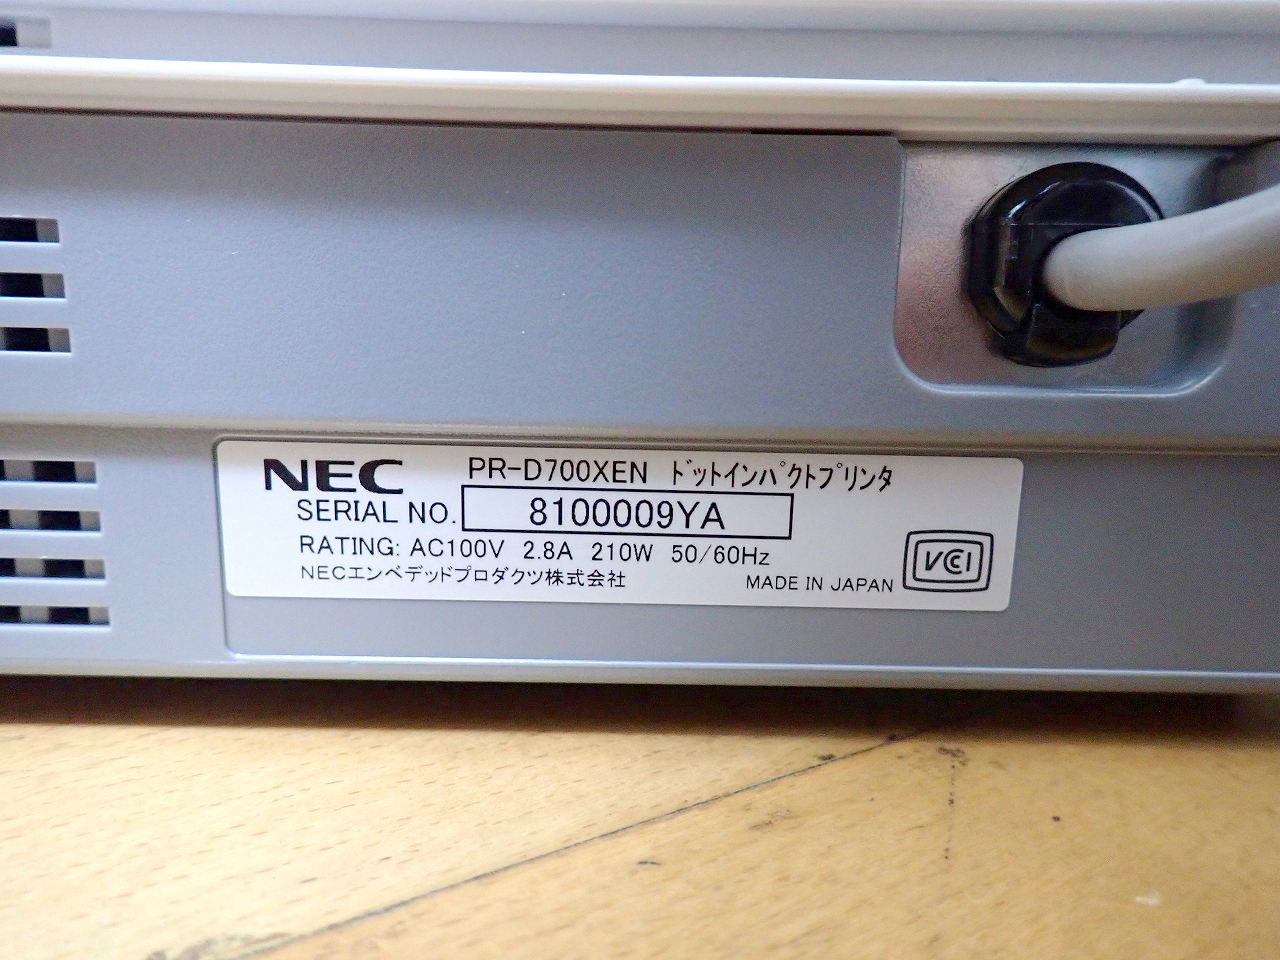 NEC PR-D700XEN ﾄﾞｯﾄｲﾝﾊﾟｸﾄﾌﾟﾘﾝﾀ
SERIAL NO. 8100009YA
RATING: AC100V 2.8A 210W 50/60Hz
NECエンベデッドプロダクツ株式会社 MADE IN JAPAN
VCCI